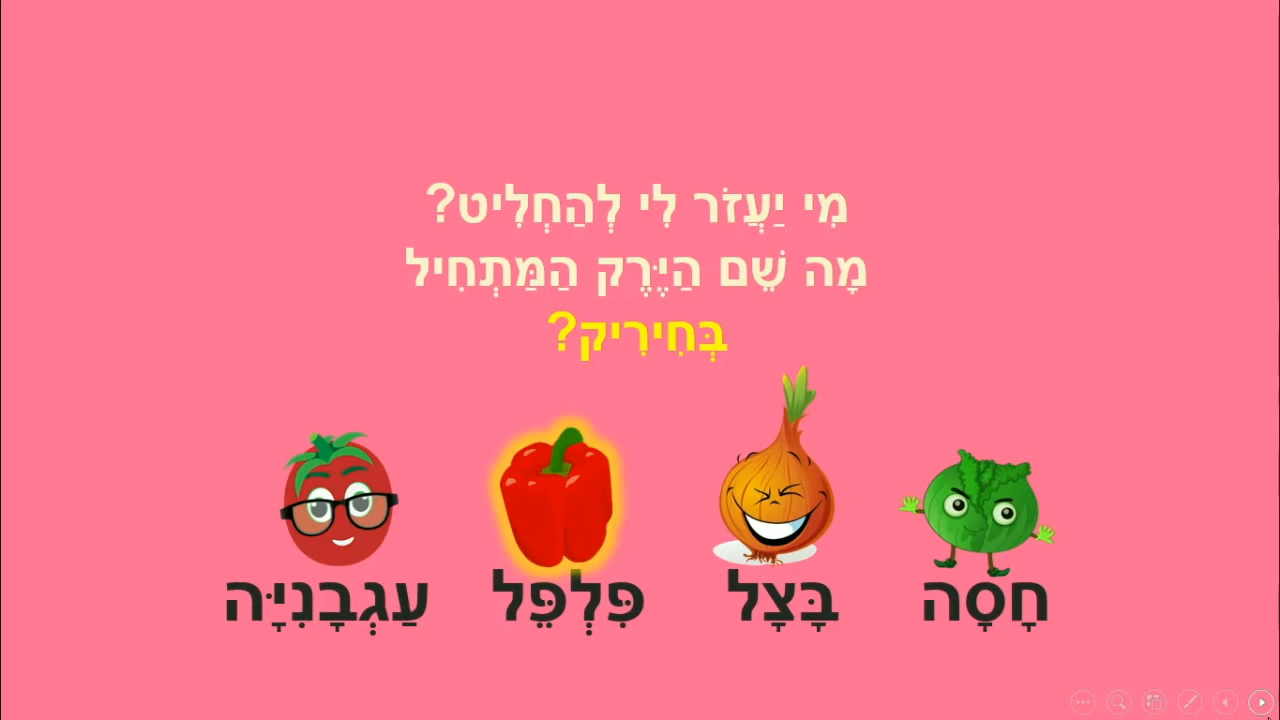 מִי יַעֲזֹר לִי לְהַחְלִיט?
מָה שֵׁם הַיֶּרֶק הַמַּתְחִיל
בְּחִירִיק?
חָסָה בָּצָל פִּלְפֵּל עַגְבָנִיָּה